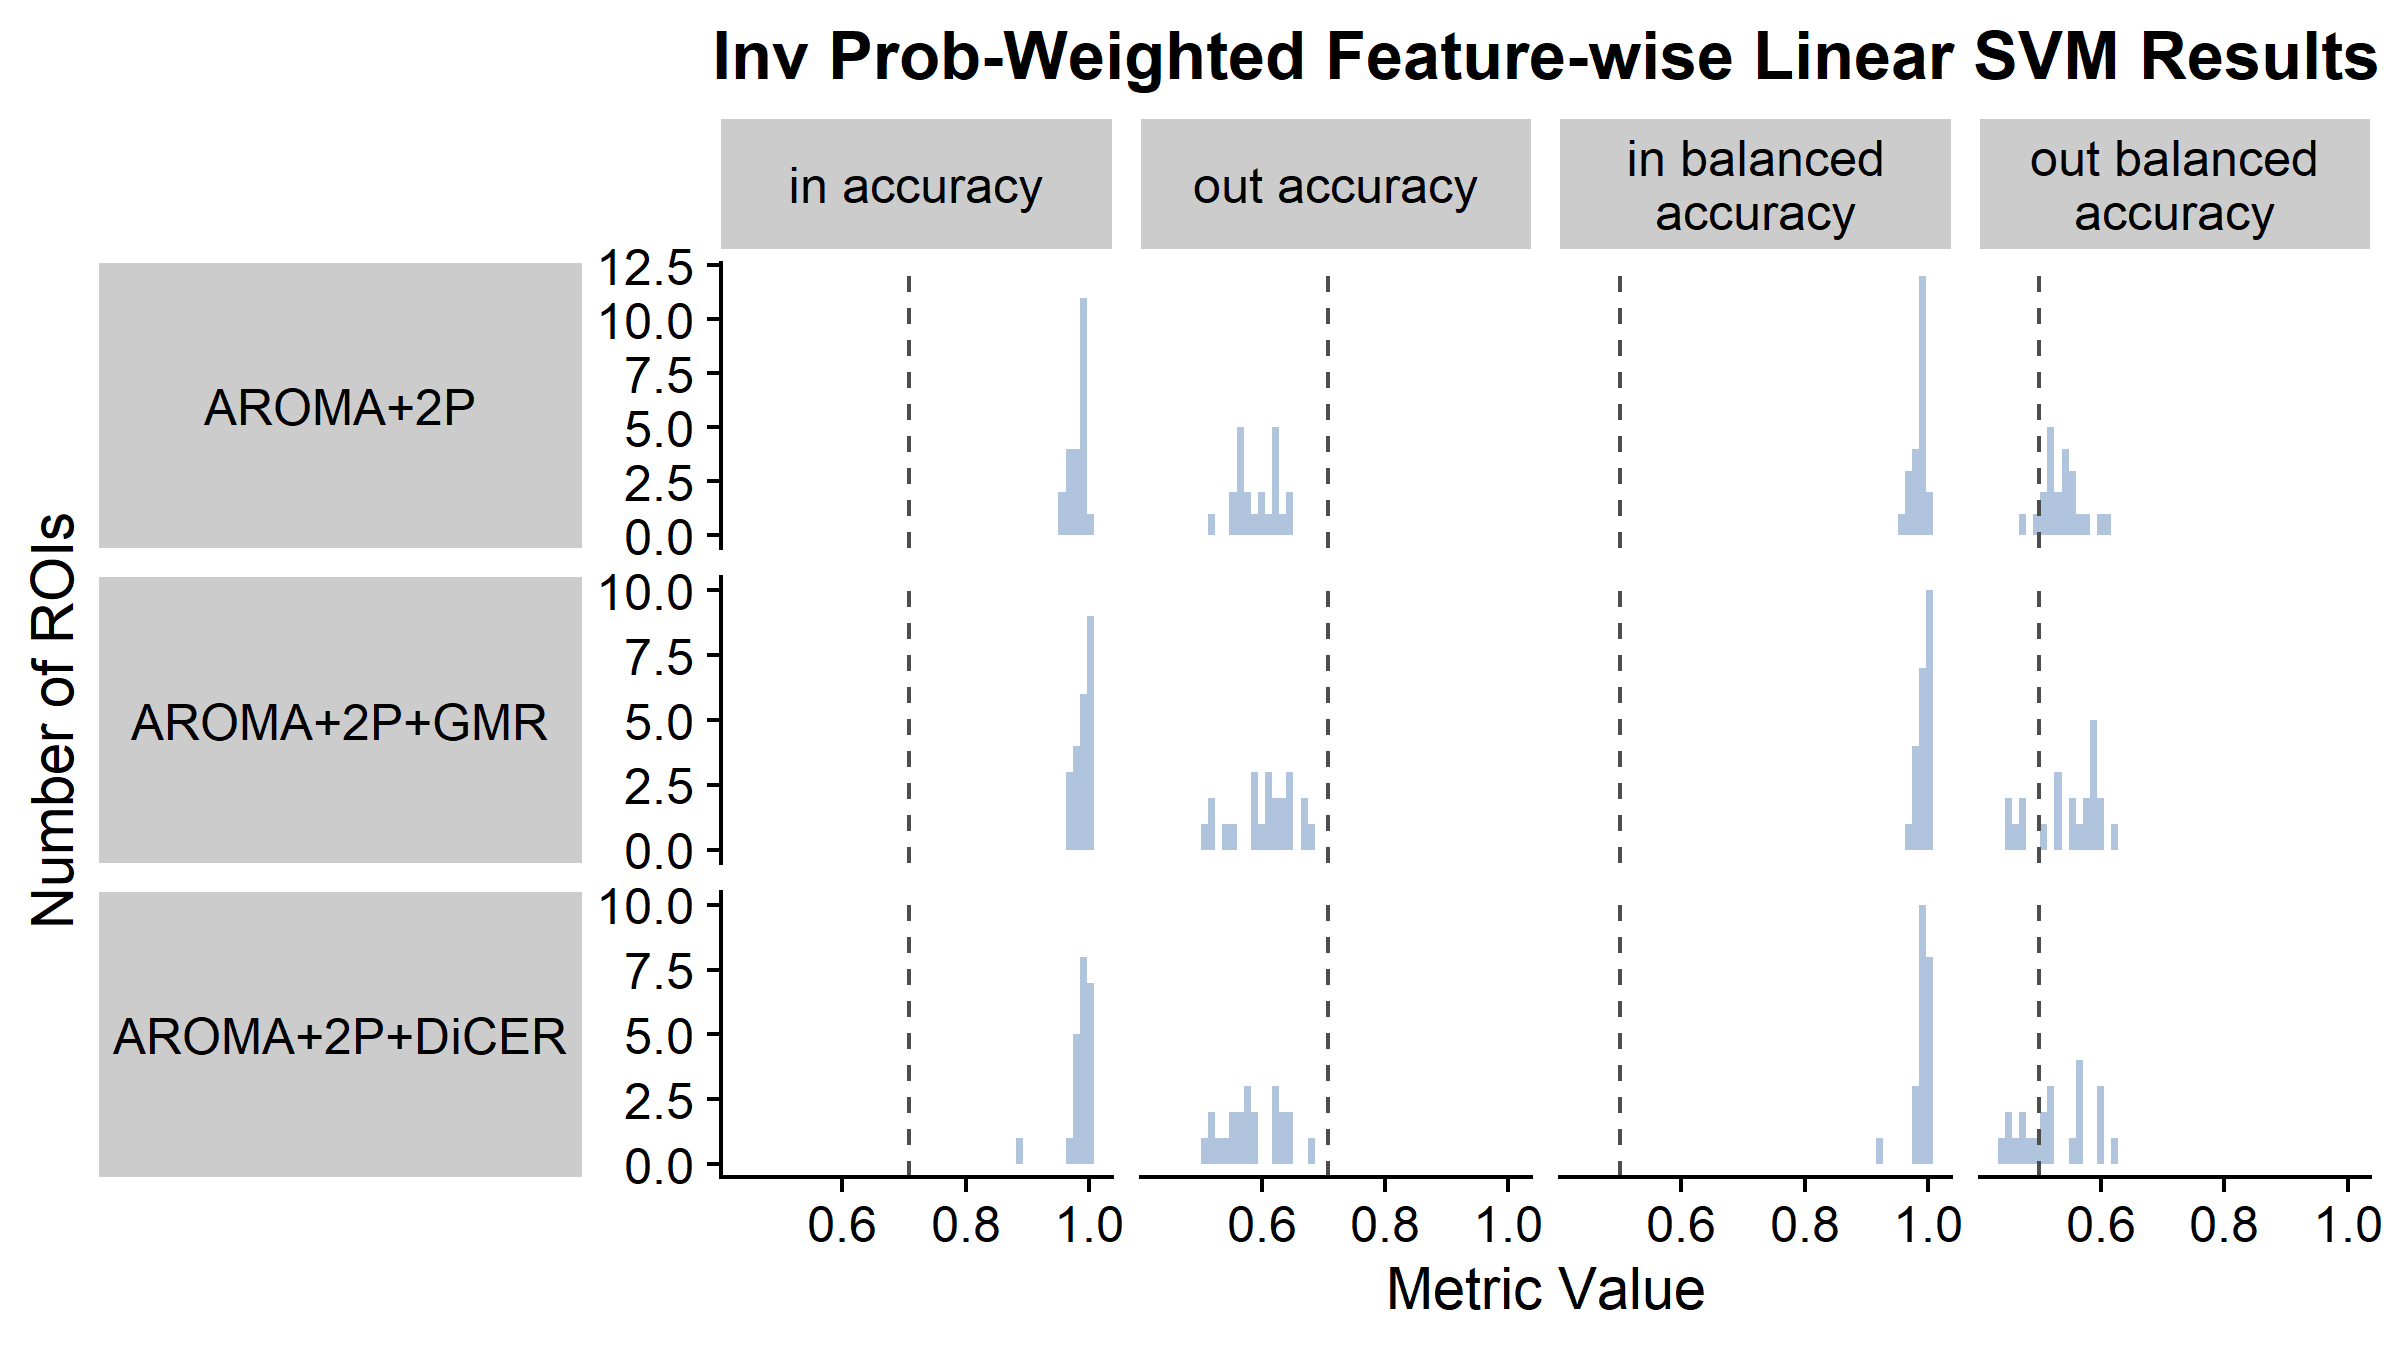 Inv Prob-Weighted Feature-wise Linear SVM Results
in accuracy
out accuracy
in balanced
accuracy
out balanced
accuracy
Number of ROIs
AROMA+2P
12.5
10.0
7.5
5.0
2.5
0.0
AROMA+2P+GMR
10.0
7.5
5.0
2.5
0.0
AROMA+2P+DiCER
10.0
7.5
5.0
2.5
0.0
0.6 0.8 1.0 0.6 0.8 1.0 0.6 0.8 1.0 0.6 0.8 1.0
Metric Value